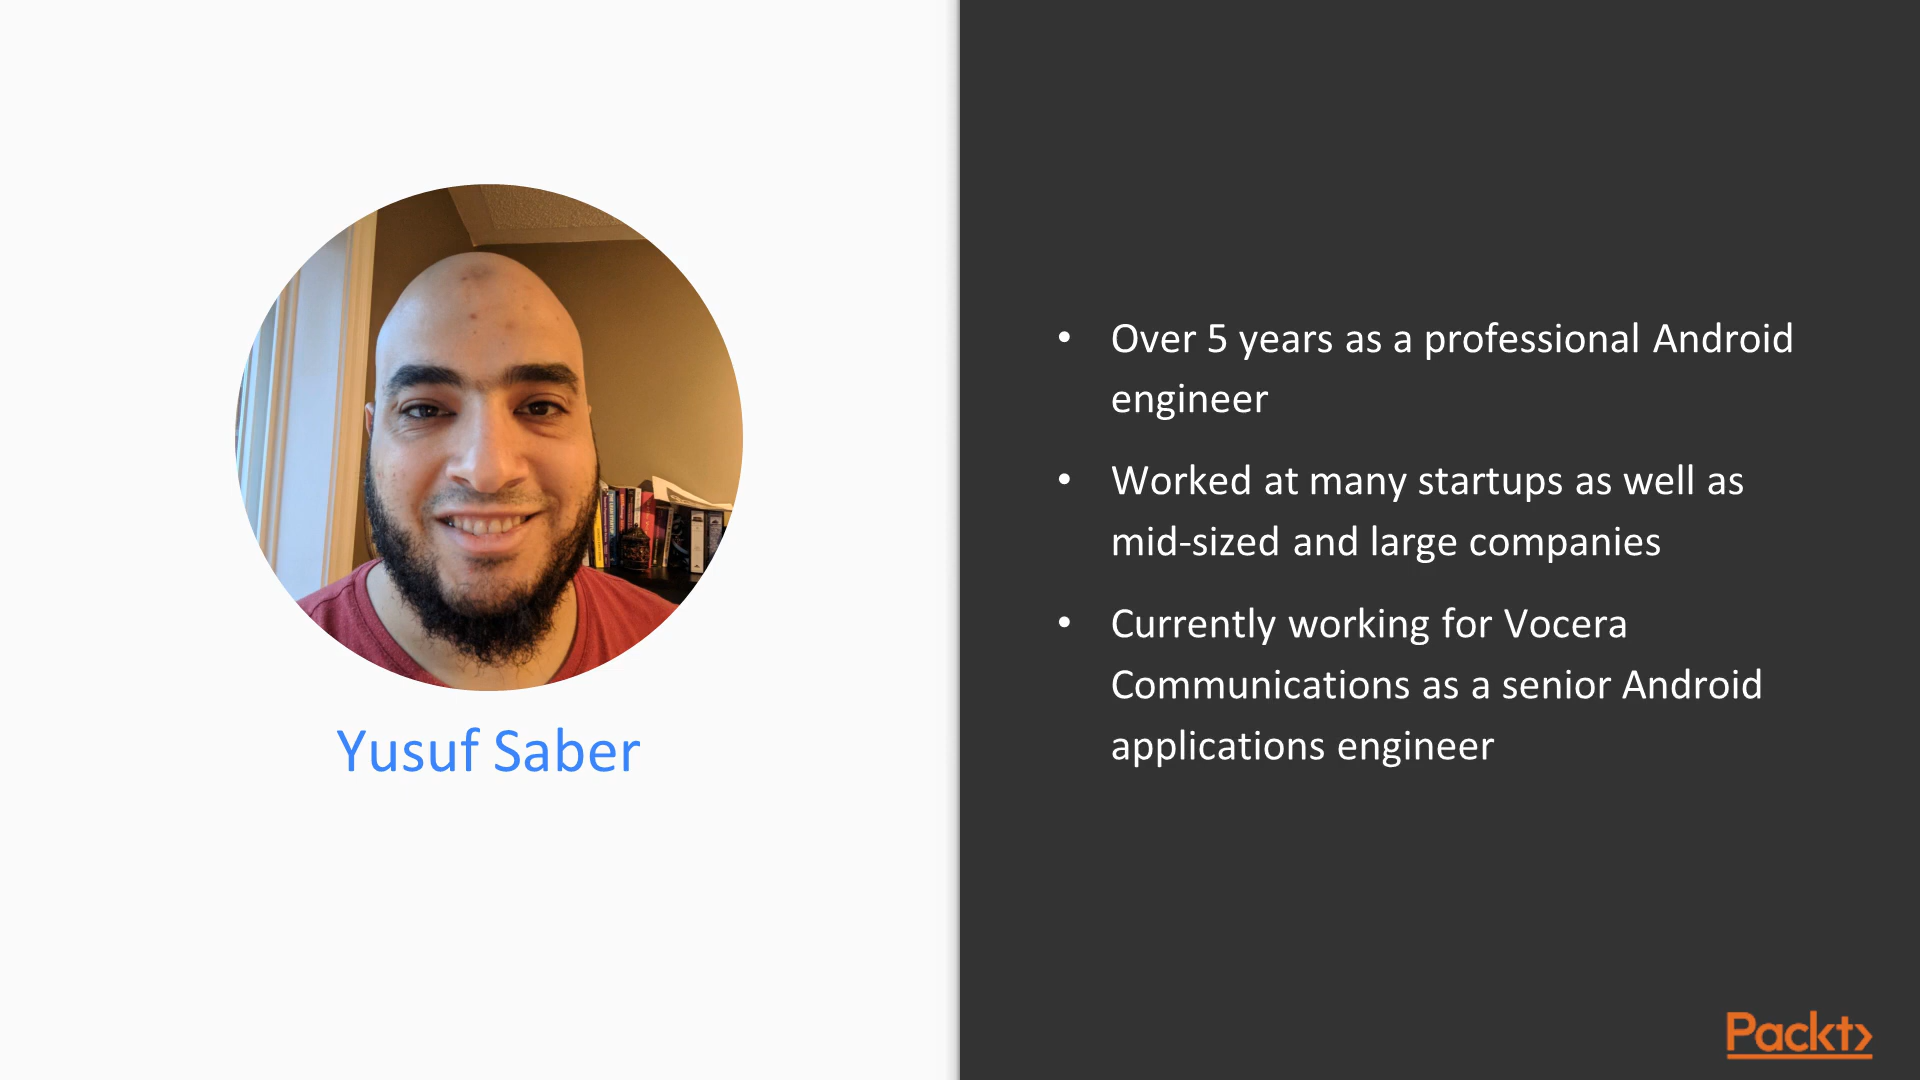 Yusuf Saber
• Over 5 years as a professional Android
engineer
• Worked at many startups as well as
mid-sized and large companies
• Currently working for Vocera
Communications as a senior Android
applications engineer
Packt>